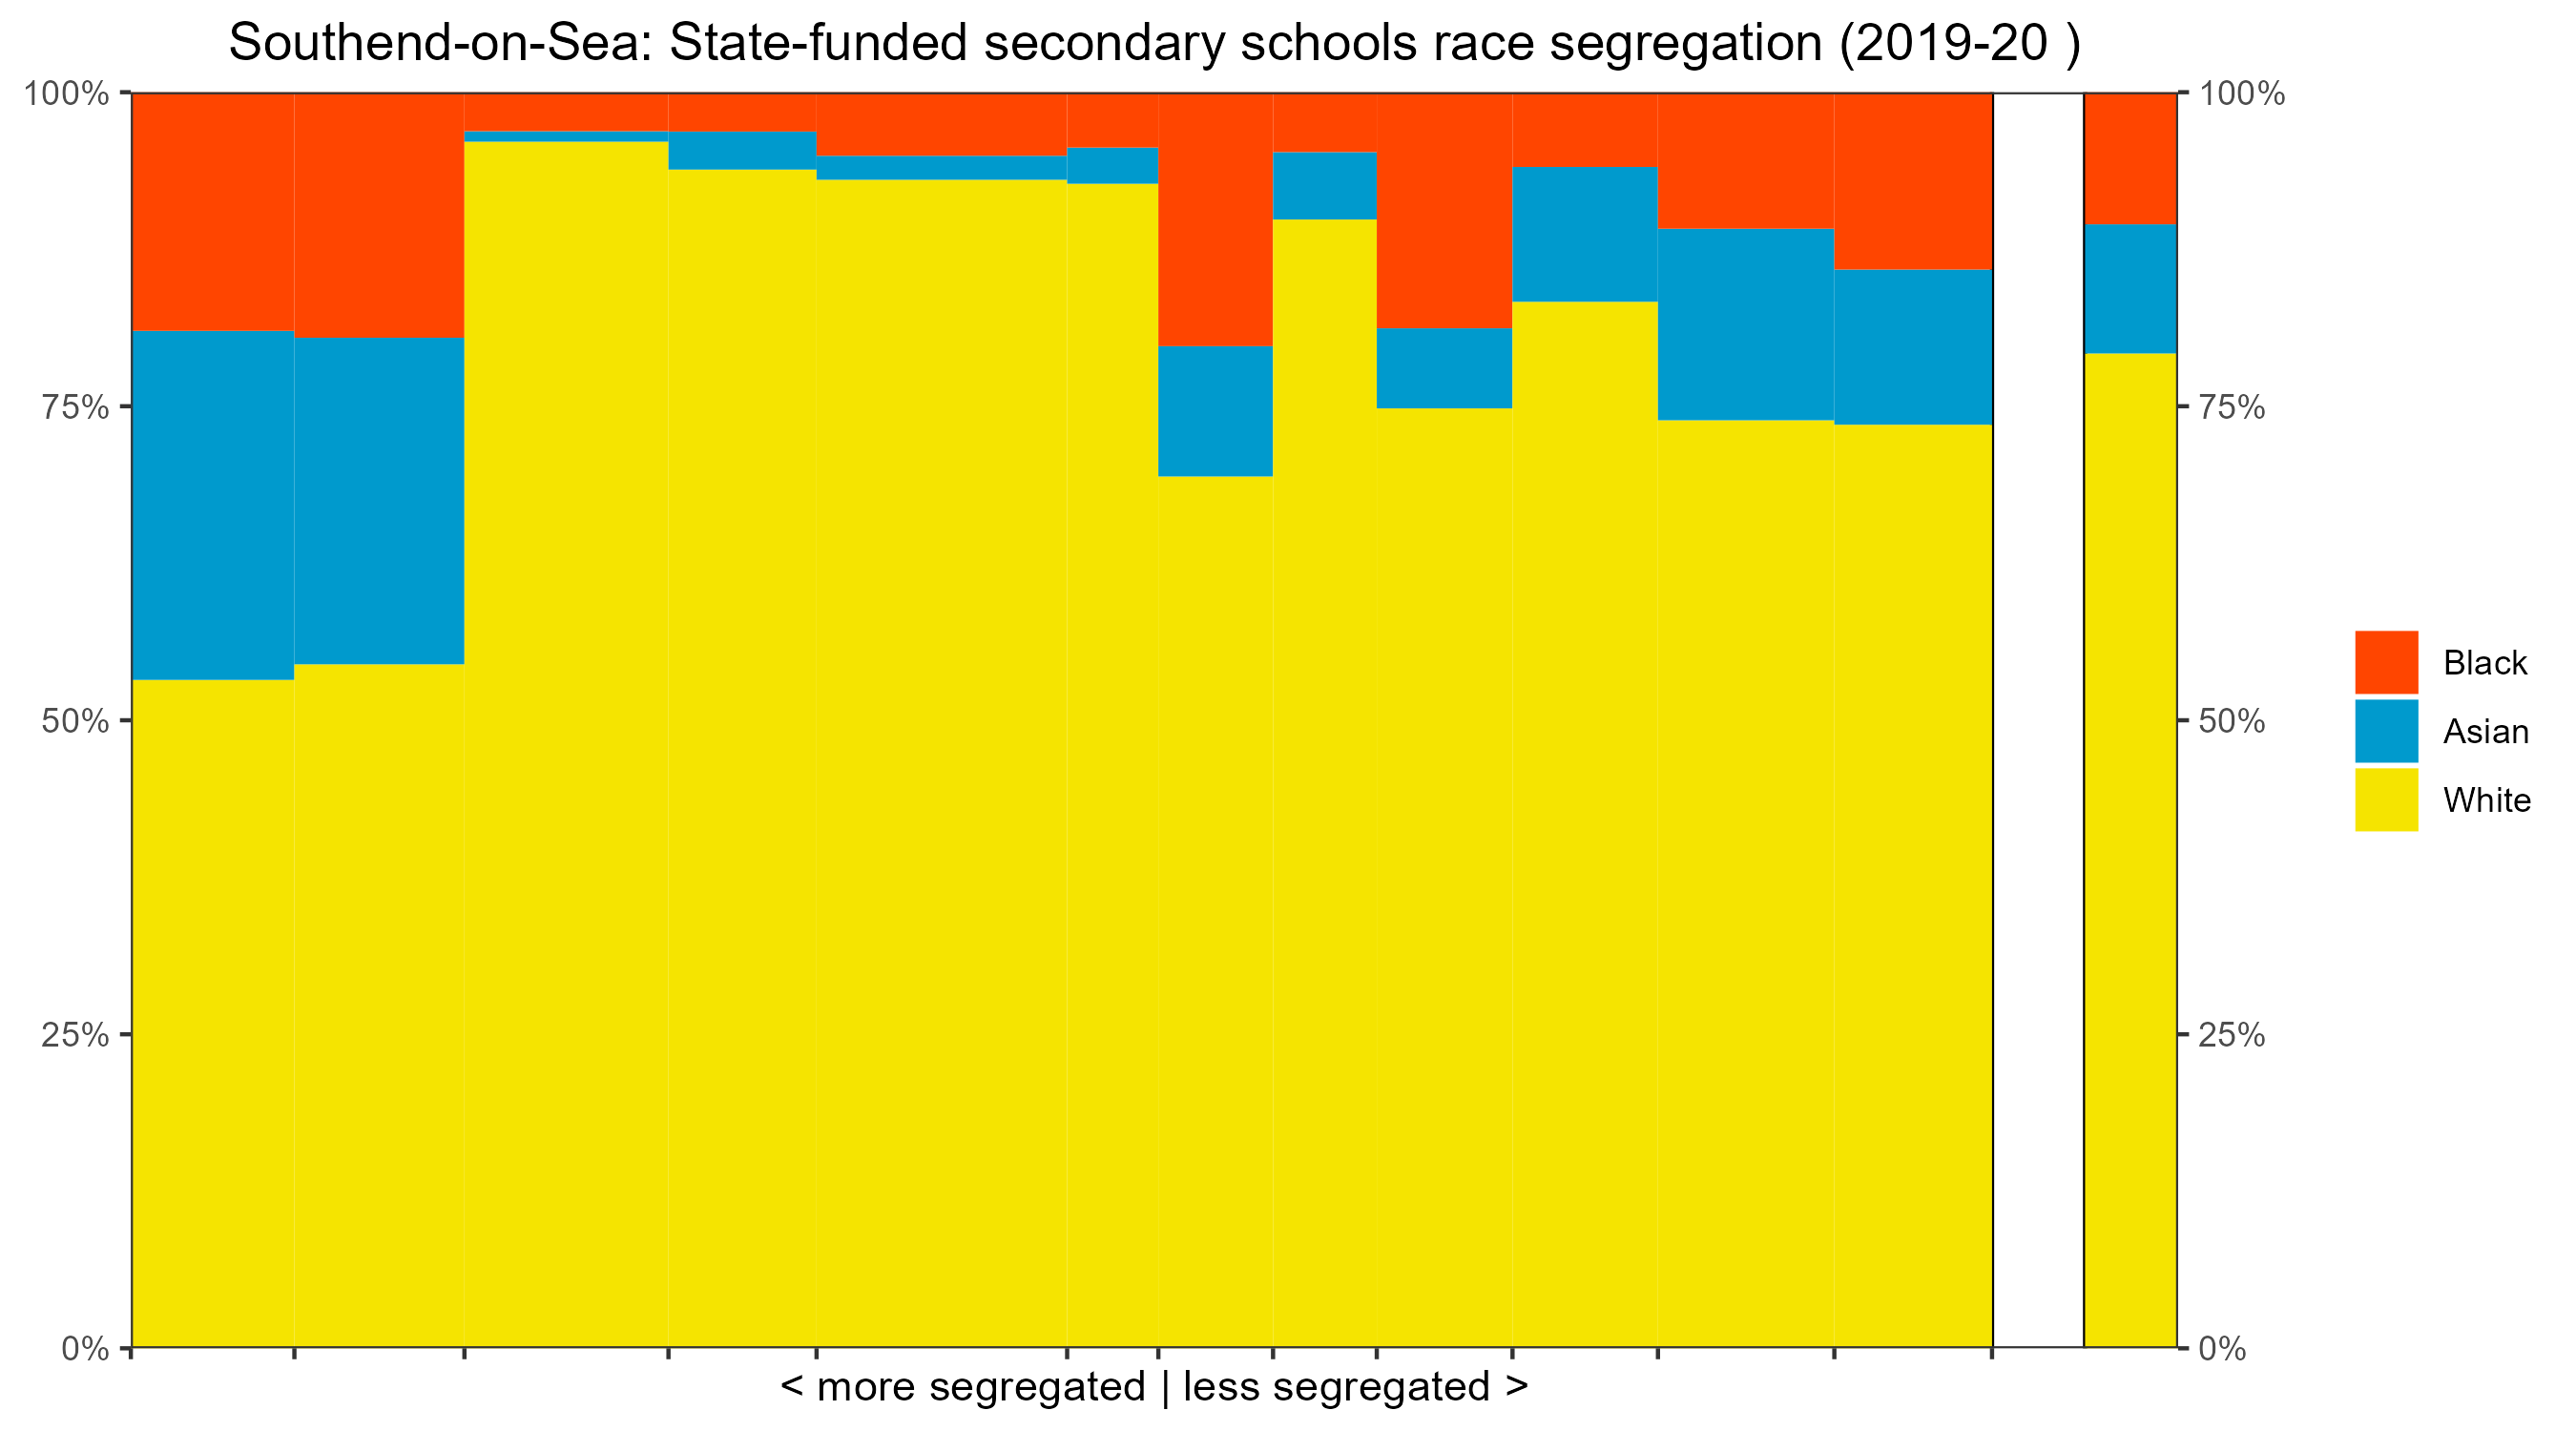 Southend-on-Sea: State-funded secondary schools race segregation (2019-20 )
100%
75%
50%
25%
0%
100%
75%
50%
25%
0%
Black
Asian
White
< more segregated | less segregated >